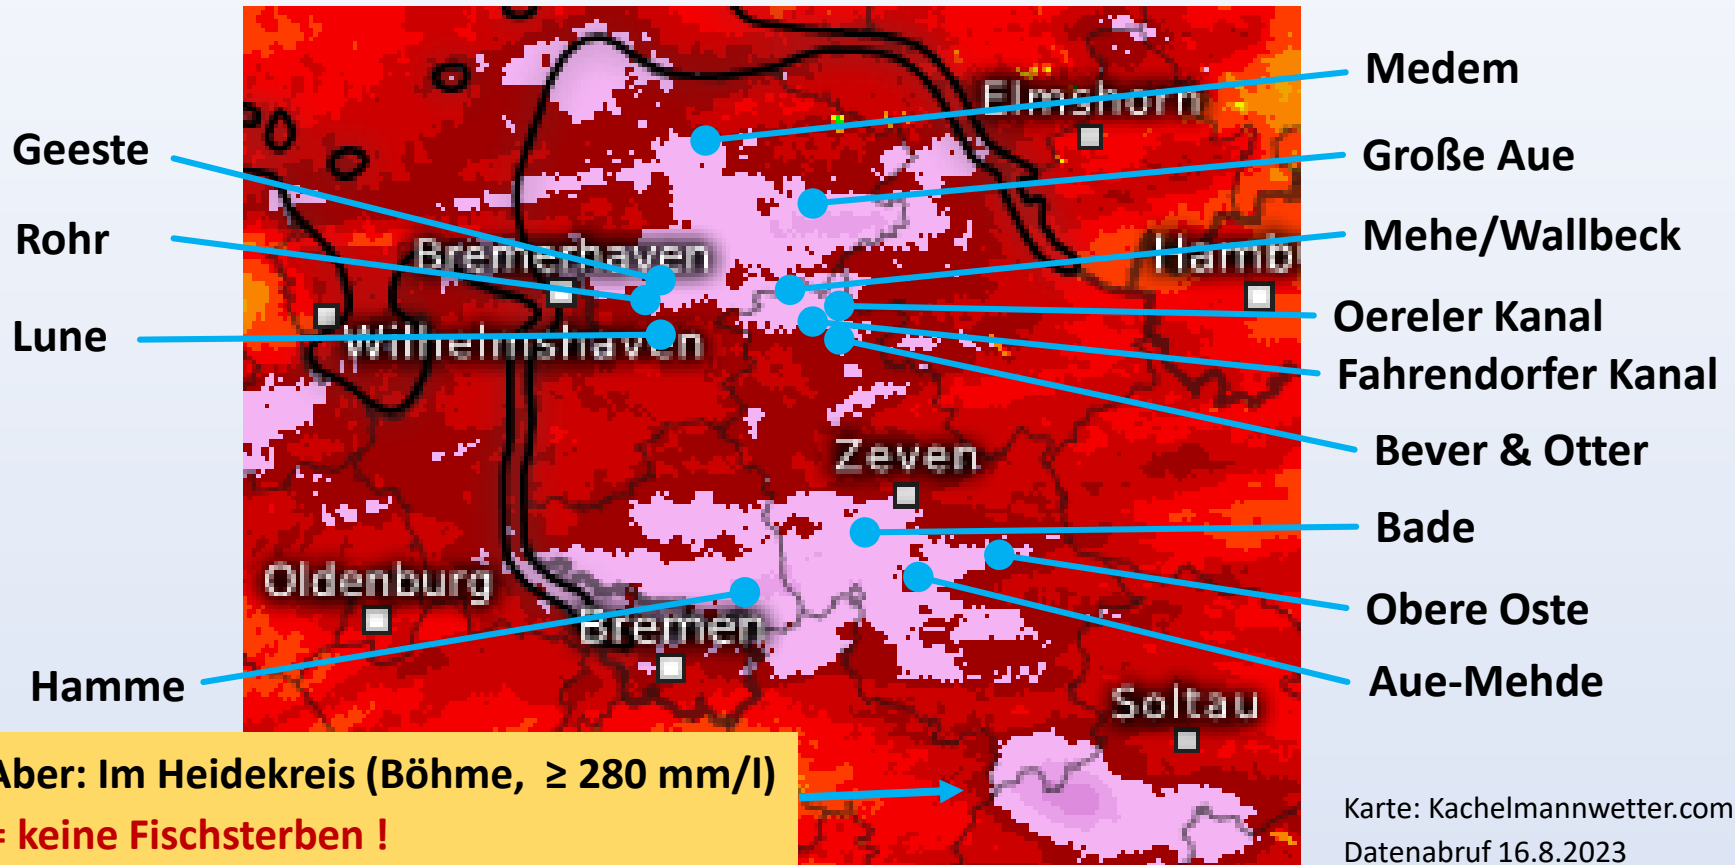 Geeste
Rohr
Lune
Hamme
Medem
Große Aue
Mehe/Wallbeck
Oereler Kanal
Fahrendorfer Kanal
Bever & Otter
Bade
Obere Oste
Aue-Mehde
Elmshorn
Bremerhaven
Hamb
Wilhelmshaven
Zeven
Oldenburg
Bremen
Soltau
Aber: Im Heidekreis (Böhme, ≥ 280 mm/l)
= keine Fischsterben !
Karte: Kachelmannwetter.com
Datenabruf 16.8.2023